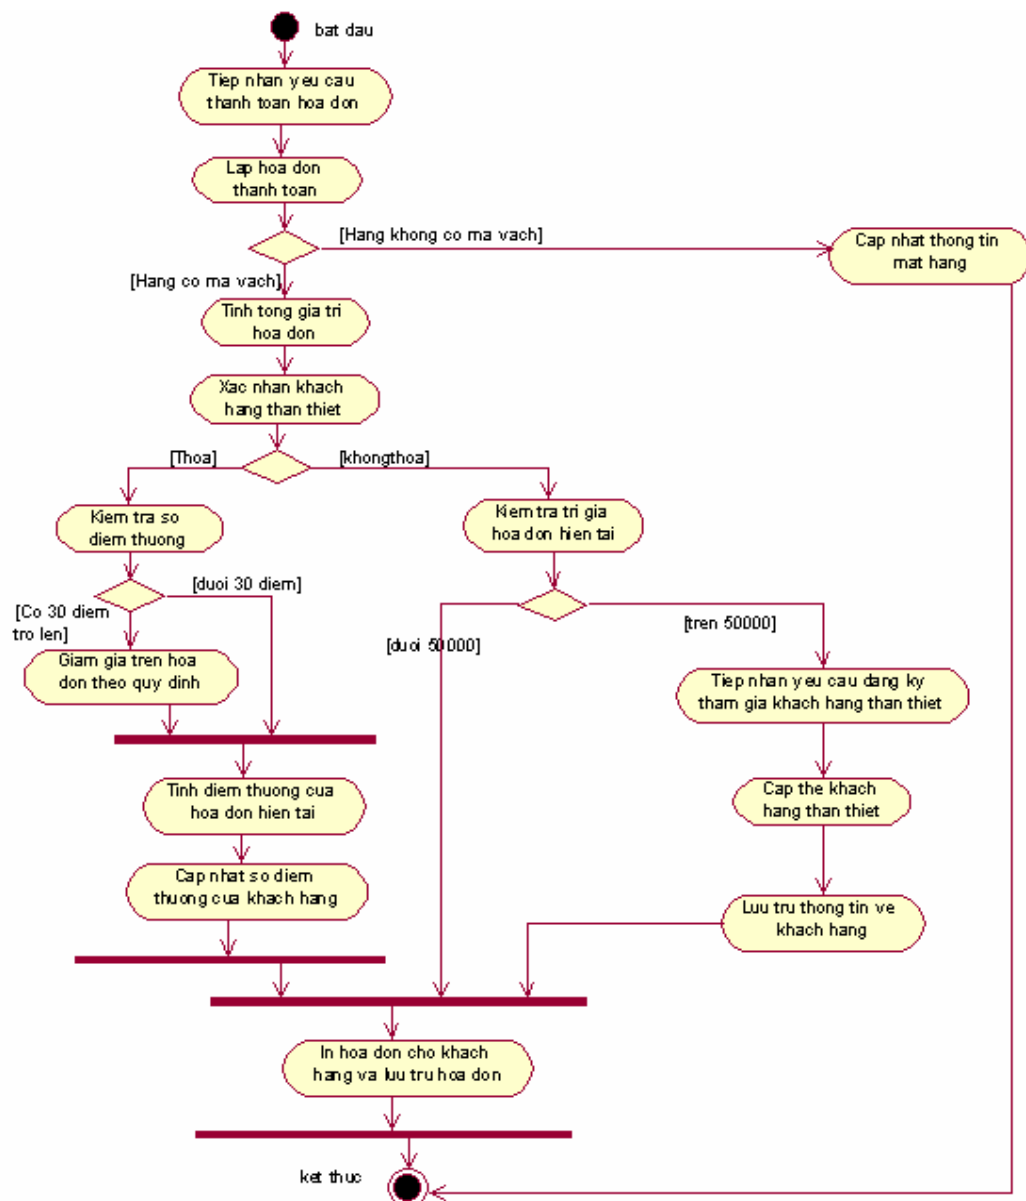 bat dau
Tiep nhan yeu cau
thanh toan hoa don
Lap hoa don
thanh toan
[Hang khong co ma vach]
Cap nhat thong tin
mat hang
[Hang co ma vach]
Tinh tong gia tri
hoa don
Xac nhan khach
hang than thiet
[Thoa]
[khongthoa]
Kiem tra so
diem thuong
Kiem tra tri gia
hoa don hien tai
[duoi 30 diem]
[Co 30 diem
tro len]
[duoi 50000]
[tren 50000]
Giam gia tren hoa
don theo quy dinh
Tiep nhan yeu cau dang ky
tham gia khach hang than thiet
Tinh diem thuong cua
hoa don hien tai
Cap the khach
hang than thiet
Cap nhat so diem
thuong cua khach hang
Luu tru thong tin ve
khach hang
In hoa don cho khach
hang va luu tru hoa don
ket thuc